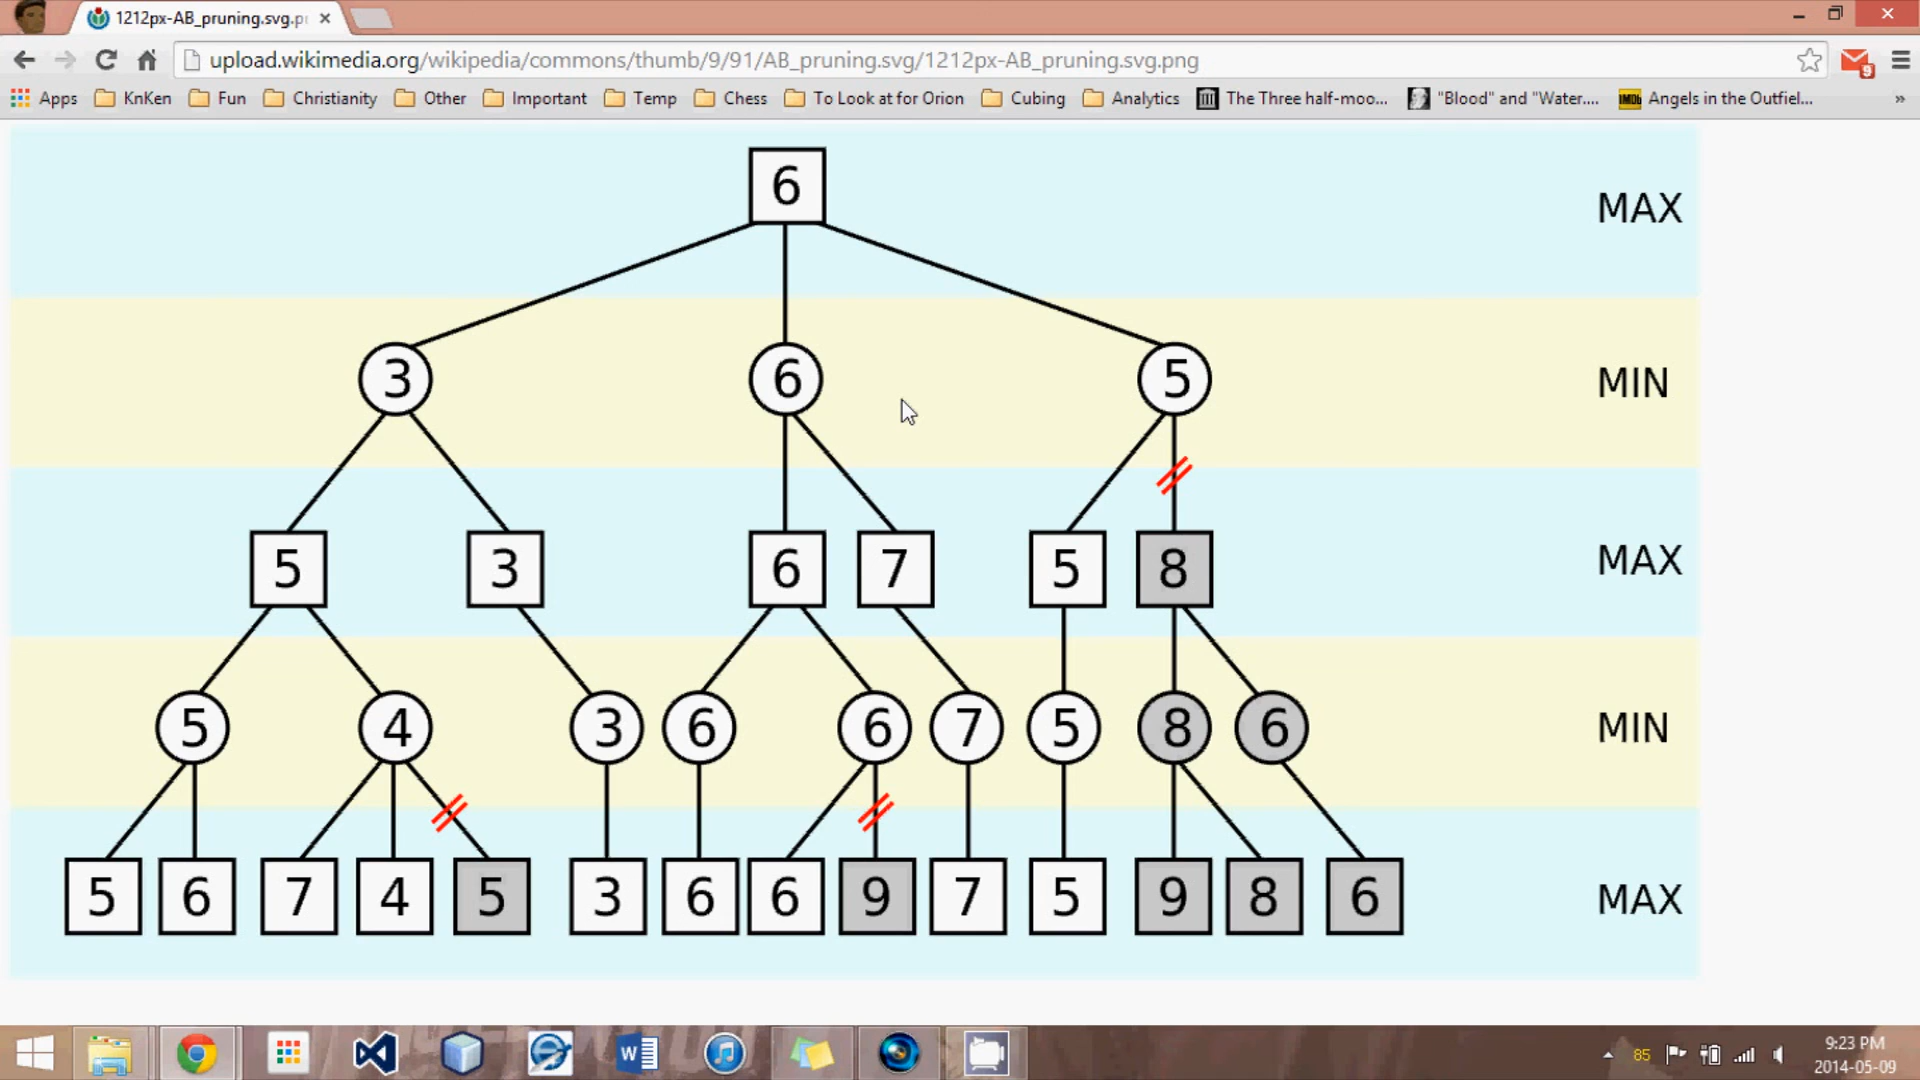 1212px-AB_pruning.svg.p
upload.wikimedia.org/wikipedia/commons/thumb/9/91/AB_pruning.svg/1212px-AB_pruning.svg.png
9
Apps KnKen Fun Christianity Other Important Temp Chess To Look at for Orion Cubing Analytics The Three half-moo... "Blood" and "Water.... IMDb Angels in the Outfiel... »
6 MAX
3 6 5 MIN
5 3 6 7 5 8 MAX
5 4 3 6 6 7 5 8 6 MIN
5 6 7 4 5 3 6 6 9 7 5 9 8 6 MAX
85
9:23 PM
2014-05-09